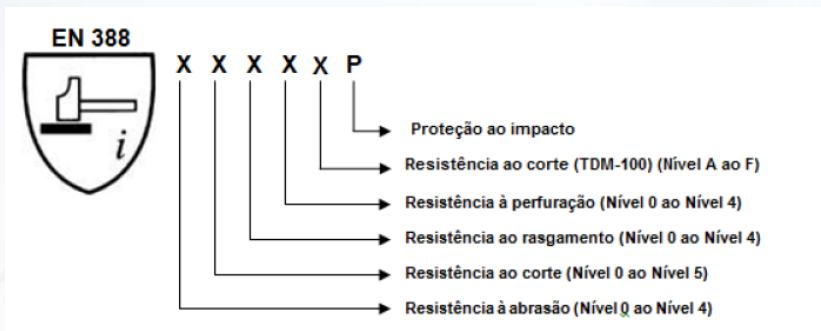 EN 388
X X X X X P
i
Proteção ao impacto
Resistência ao corte (TDM-100) (Nível A ao F)
Resistência à perfuração (Nível 0 ao Nível 4)
Resistência ao rasgamento (Nível 0 ao Nível 4)
Resistência ao corte (Nível 0 ao Nível 5)
Resistência à abrasão (Nível 0 ao Nível 4)